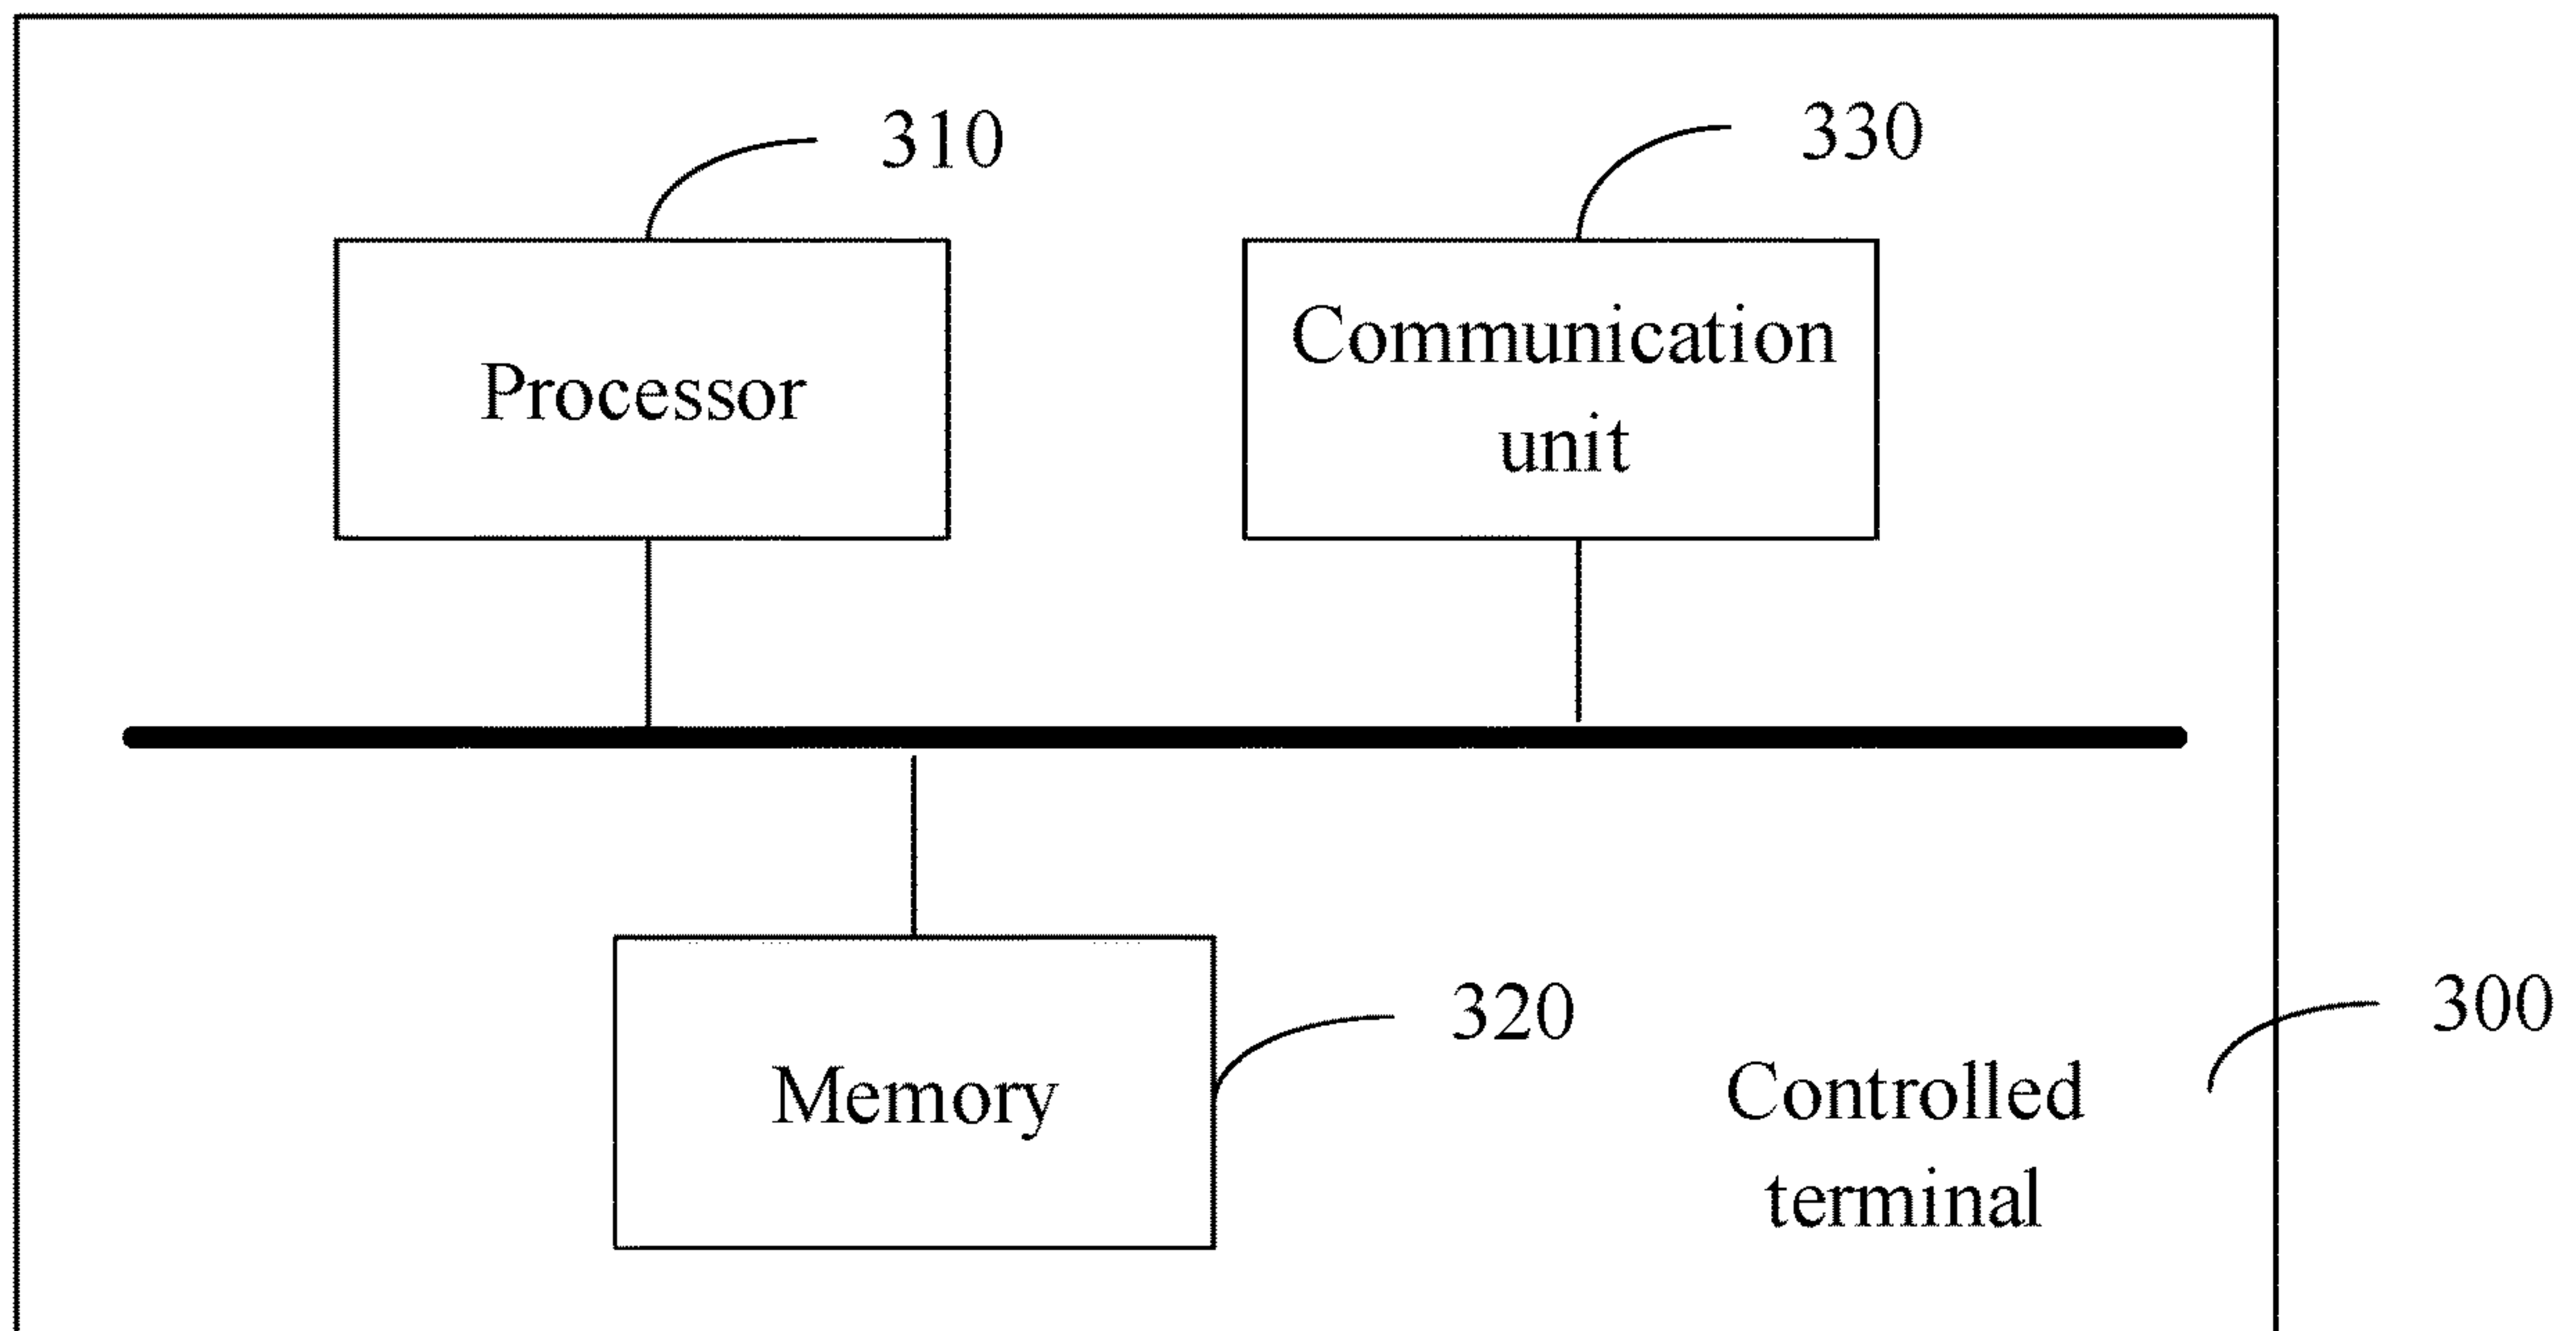 310
330
Processor
Communication
unit
320
300
Memory
Controlled
terminal